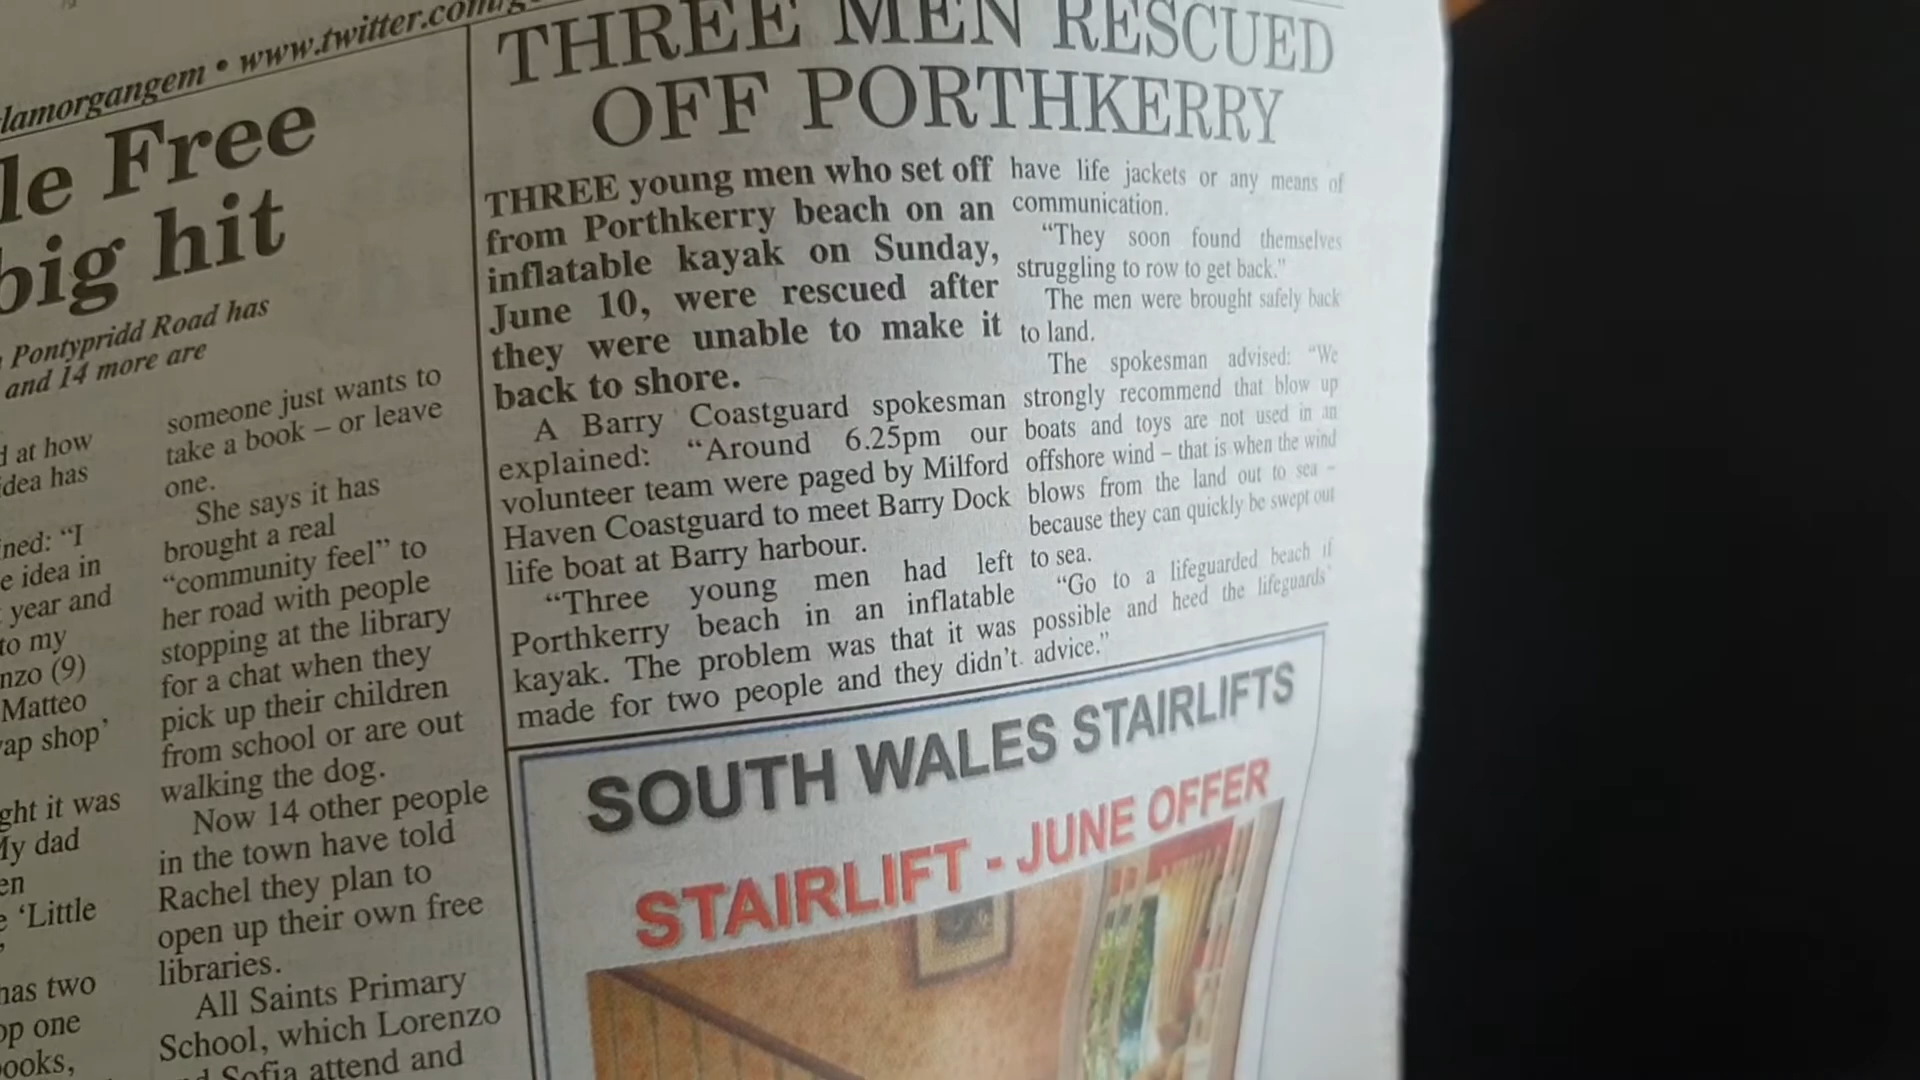 lamorgangem • www.twitter.com/g
le Free
big hit
Pontypridd Road has
and 14 more are
d at how
dea has
ned: “I
e idea in
year and
to my
nzo (9)
Matteo
ap shop’
ght it was
My dad
en
e ‘Little
has two
op one
ooks,
someone just wants to
take a book – or leave
one.
She says it has
brought a real
“community feel” to
her road with people
stopping at the library
for a chat when they
pick up their children
from school or are out
walking the dog.
Now 14 other people
in the town have told
Rachel they plan to
open up their own free
libraries.
All Saints Primary
School, which Lorenzo
Sofia attend and
THREE MEN RESCUED
OFF PORTHKERRY
THREE young men who set off
from Porthkerry beach on an
inflatable kayak on Sunday,
June 10, were rescued after
they were unable to make it
back to shore.
A Barry Coastguard spokesman
explained: “Around 6.25pm our
volunteer team were paged by Milford
Haven Coastguard to meet Barry Dock
life boat at Barry harbour.
“Three young men had left
Porthkerry beach in an inflatable
kayak. The problem was that it was
made for two people and they didn’t
have life jackets or any means of
communication.
“They soon found themselves
struggling to row to get back.”
The men were brought safely back
to land.
The spokesman advised: “We
strongly recommend that blow up
boats and toys are not used in an
offshore wind – that is when the wind
blows from the land out to sea –
because they can quickly be swept out
to sea.
“Go to a lifeguarded beach if
possible and heed the lifeguards’
advice.”
SOUTH WALES STAIRLIFTS
STAIRLIFT - JUNE OFFER